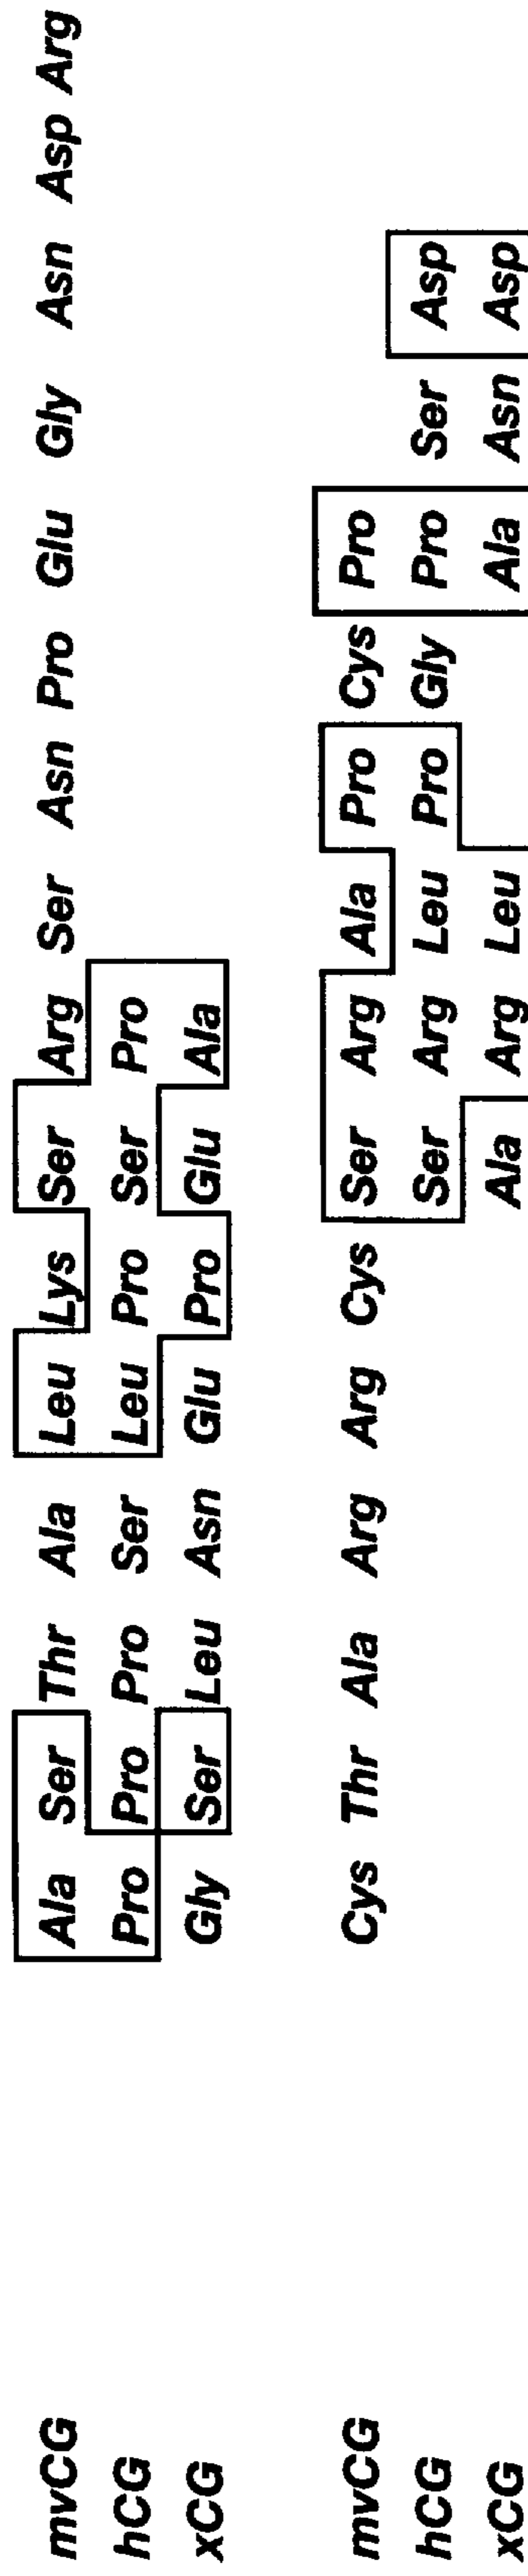 mvCG Ala Ser Thr Ala Leu Lys Ser Arg Ser Asn Pro Glu Gly Asn Asp Arg
hCG Pro Pro Pro Ser Leu Pro Ser Pro
xCG Gly Ser Leu Asn Glu Pro Glu Ala
mvCG Cys Thr Ala Arg Arg Cys Ser Arg Ala Pro Cys Pro
hCG Ser Arg Leu Pro Gly Pro Ser Asp
xCG Ala Arg Leu Ala Asn Asp